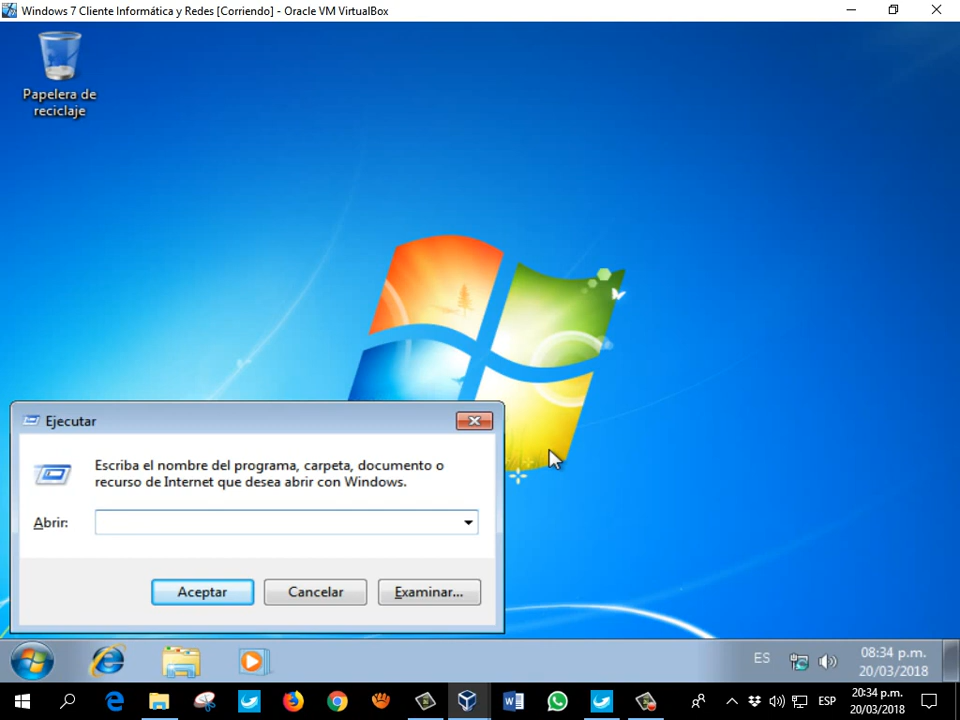 Windows 7 Cliente Informática y Redes [Corriendo] - Oracle VM VirtualBox
Papelera de
reciclaje
Ejecutar
Escriba el nombre del programa, carpeta, documento o
recurso de Internet que desea abrir con Windows.
Abrir:
Aceptar
Cancelar
Examinar...
ES
08:34 p.m.
20/03/2018
ESP
20:34 p.m.
20/03/2018